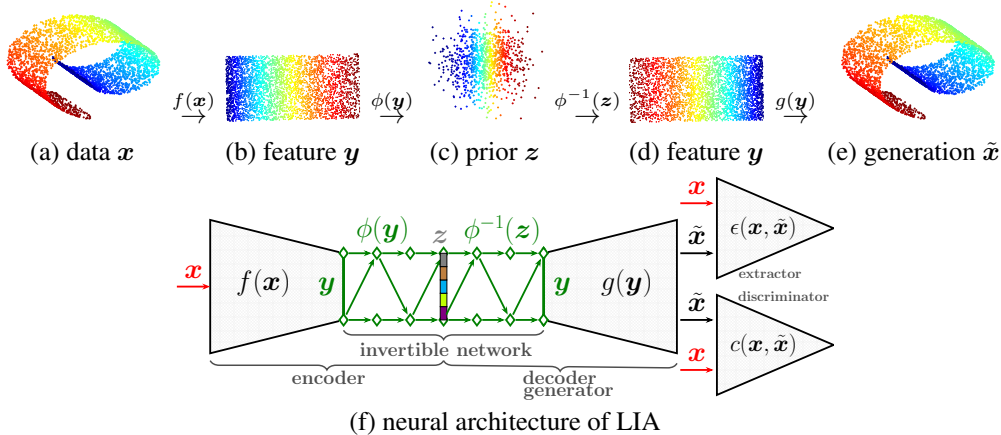 f(x) ϕ(y) ϕ⁻¹(z) g(y)
(a) data x (b) feature y (c) prior z (d) feature y (e) generation x̃
x f(x) y ϕ(y) z ϕ⁻¹(z) y g(y)
x x̃ ϵ(x, x̃)
extractor
discriminator
x̃ x c(x, x̃)
invertible network
encoder decoder
generator
(f) neural architecture of LIA